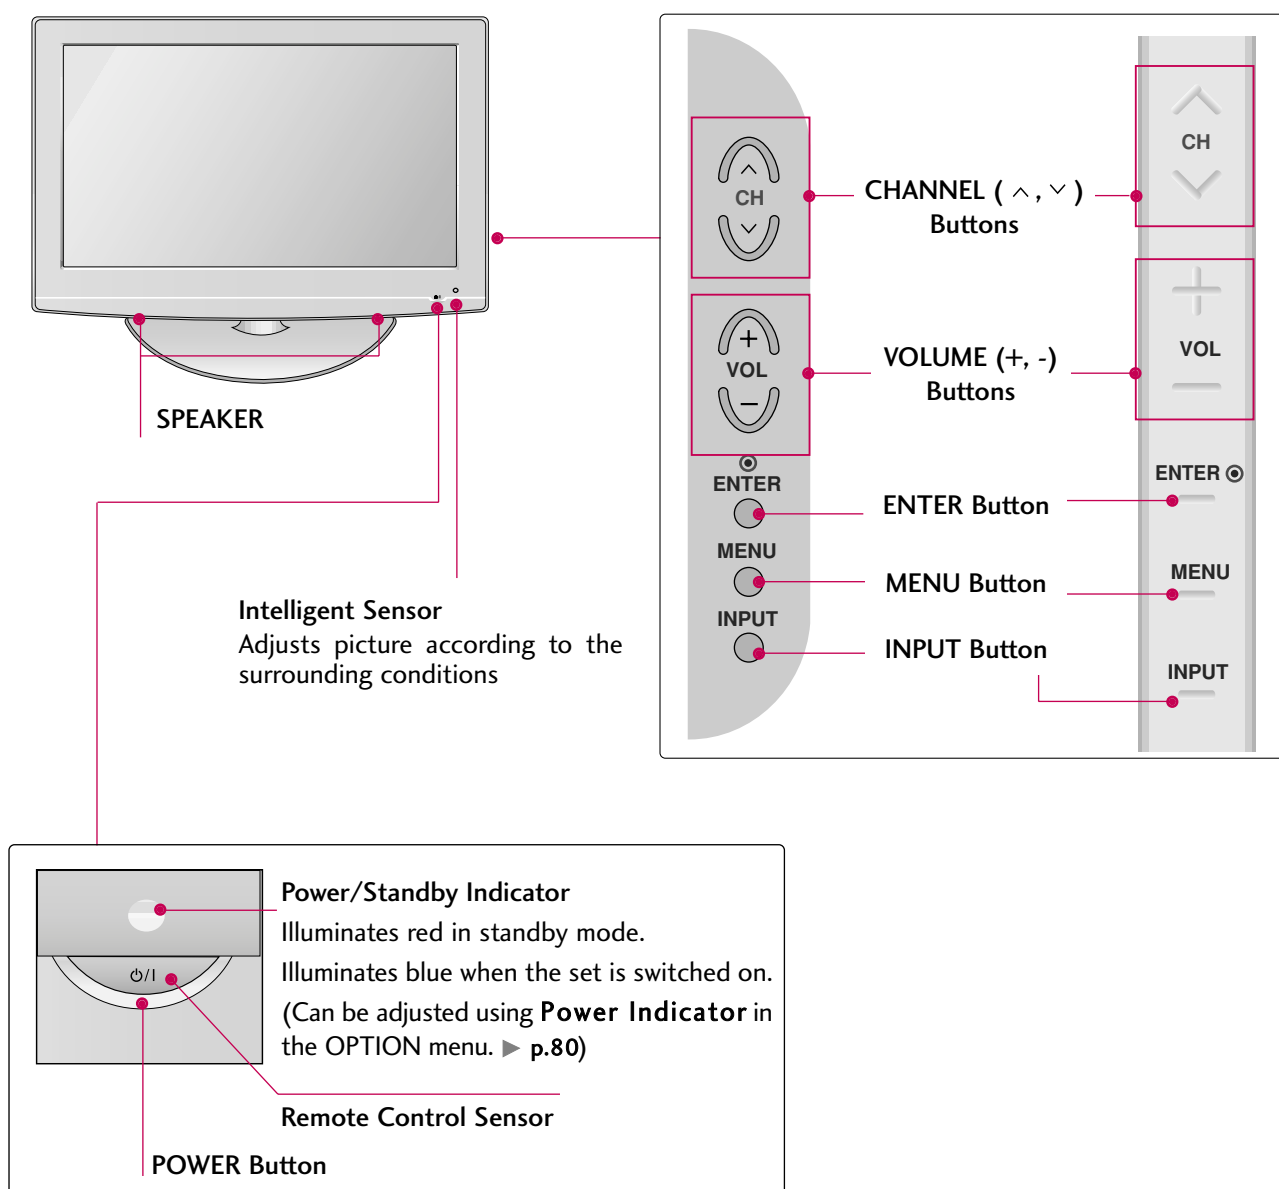 SPEAKER
Intelligent Sensor
Adjusts picture according to the
surrounding conditions
CH
VOL
+
−
ENTER
MENU
INPUT
CHANNEL ( ^, ˅ )
Buttons
VOLUME (+, -)
Buttons
ENTER Button
MENU Button
INPUT Button
CH
VOL
ENTER
MENU
INPUT
Power/Standby Indicator
Illuminates red in standby mode.
Illuminates blue when the set is switched on.
(Can be adjusted using Power Indicator in
the OPTION menu. ► p.80)
⏻/I
Remote Control Sensor
POWER Button